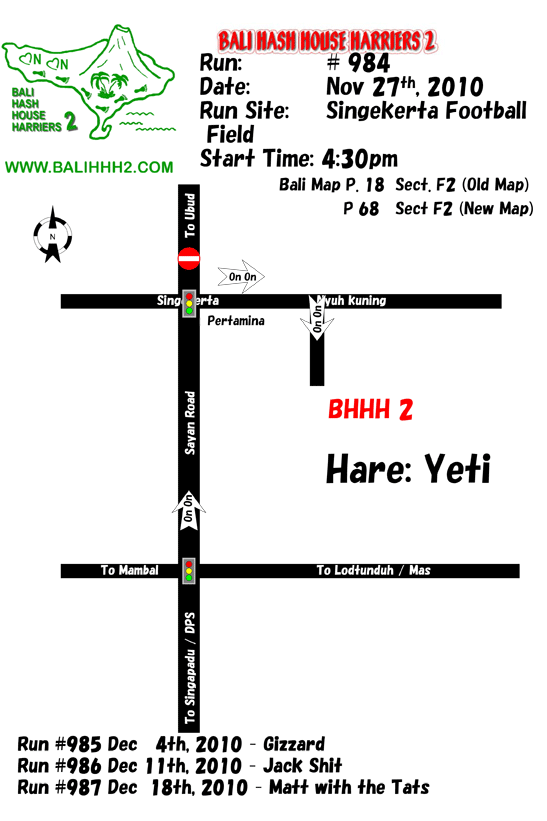 BALI HASH HOUSE HARRIERS 2
Run: # 984
Date: Nov 27th, 2010
Run Site: Singekerta Football
Field
Start Time: 4:30pm
Bali Map P. 18 Sect. F2 (Old Map)
P 68 Sect F2 (New Map)
ON ON
BALI
HASH
HOUSE
HARRIERS 2
WWW.BALIHHH2.COM
To Ubud
N
On On
Nyuh Kuning
Pertamina
On On
Sayan Road
BHHH 2
Hare: Yeti
On On
To Mambal
To Lodtunduh / Mas
To Singapadu / DPS
Run #985 Dec 4th, 2010 - Gizzard
Run #986 Dec 11th, 2010 - Jack Shit
Run #987 Dec 18th, 2010 - Matt with the Tats